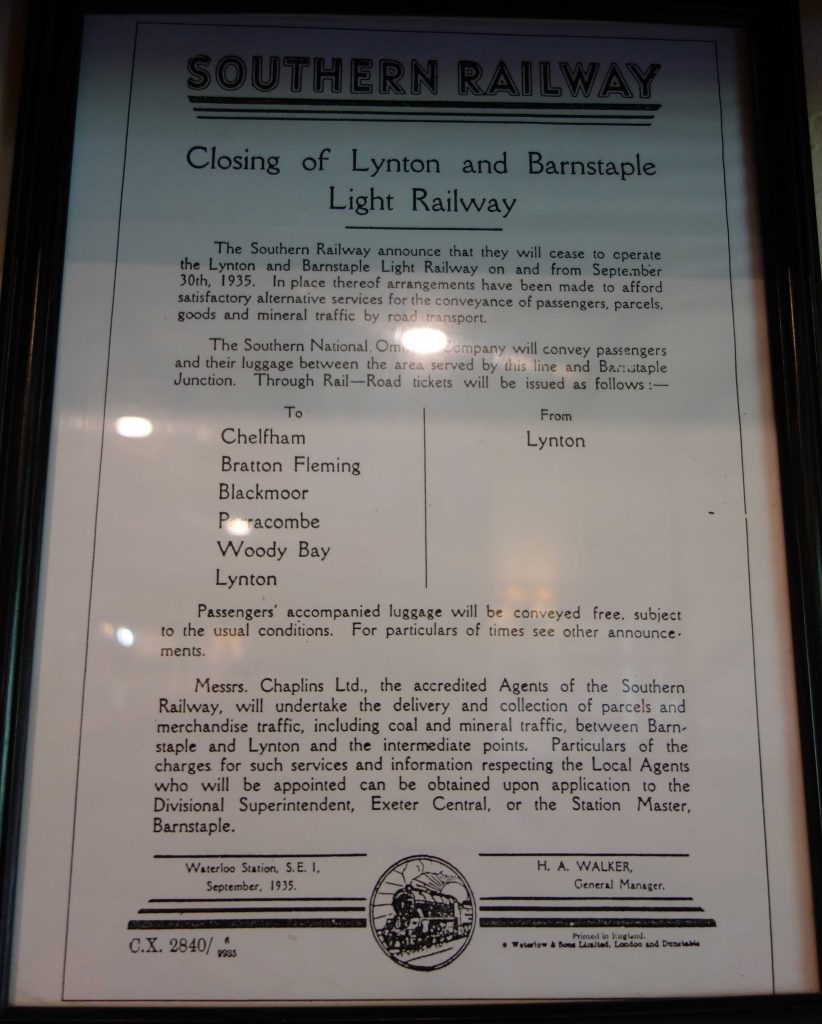 SOUTHERN RAILWAY
Closing of Lynton and Barnstaple
Light Railway
The Southern Railway announce that they will cease to operate
the Lynton and Barnstaple Light Railway on and from September
30th, 1935. In place thereof arrangements have been made to afford
satisfactory alternative services for the conveyance of passengers, parcels,
goods and mineral traffic by road transport.
The Southern National Company will convey passengers
and their luggage between the area served by this line and Barnstaple
Junction. Through Rail—Road tickets will be issued as follows:—
To
From
Chelfham
Lynton
Bratton Fleming
Blackmoor
Parracombe
Woody Bay
Lynton
Passengers' accompanied luggage will be conveyed free, subject
to the usual conditions. For particulars of times see other announce-
ments.
Messrs. Chaplins Ltd., the accredited Agents of the Southern
Railway, will undertake the delivery and collection of parcels and
merchandise traffic, including coal and mineral traffic, between Barn-
staple and Lynton and the intermediate points. Particulars of the
charges for such services and information respecting the Local Agents
who will be appointed can be obtained upon application to the
Divisional Superintendent, Exeter Central, or the Station Master,
Barnstaple.
Waterloo Station, S.E. 1,
September, 1935.
H. A. WALKER,
General Manager.
C.X. 2840/
Printed in England.
Waterlow & Sons Limited, London and Dunstable